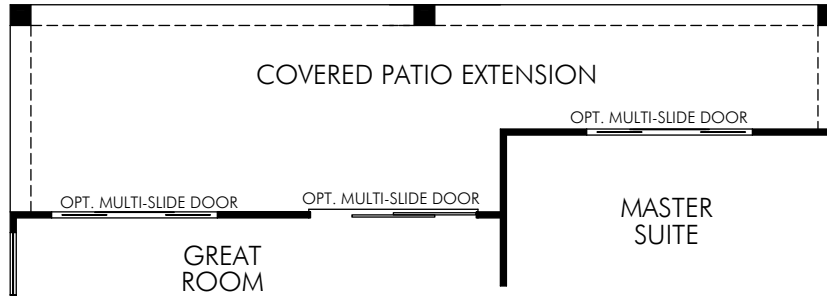 COVERED PATIO EXTENSION
OPT. MULTI-SLIDE DOOR
OPT. MULTI-SLIDE DOOR
OPT. MULTI-SLIDE DOOR
MASTER
SUITE
GREAT
ROOM